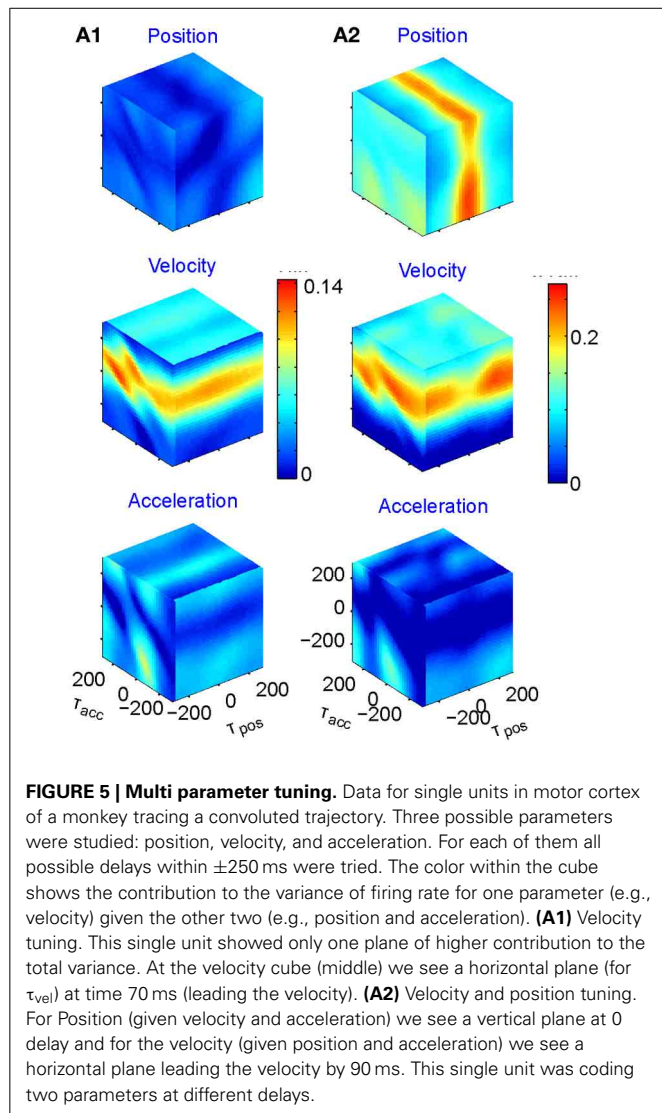 A1 Position A2 Position
Velocity Velocity
0.14
0.2
0 0
Acceleration Acceleration
200
0
−200
200 0 −200 −200 0 200 200 0 −200 −200 0 200
τacc τpos τacc τpos
FIGURE 5 | Multi parameter tuning. Data for single units in motor cortex
of a monkey tracing a convoluted trajectory. Three possible parameters
were studied: position, velocity, and acceleration. For each of them all
possible delays within ±250 ms were tried. The color within the cube
shows the contribution to the variance of firing rate for one parameter (e.g.,
velocity) given the other two (e.g., position and acceleration). (A1) Velocity
tuning. This single unit showed only one plane of higher contribution to the
total variance. At the velocity cube (middle) we see a horizontal plane (for
τvel) at time 70 ms (leading the velocity). (A2) Velocity and position tuning.
For Position (given velocity and acceleration) we see a vertical plane at 0
delay and for the velocity (given position and acceleration) we see a
horizontal plane leading the velocity by 90 ms. This single unit was coding
two parameters at different delays.